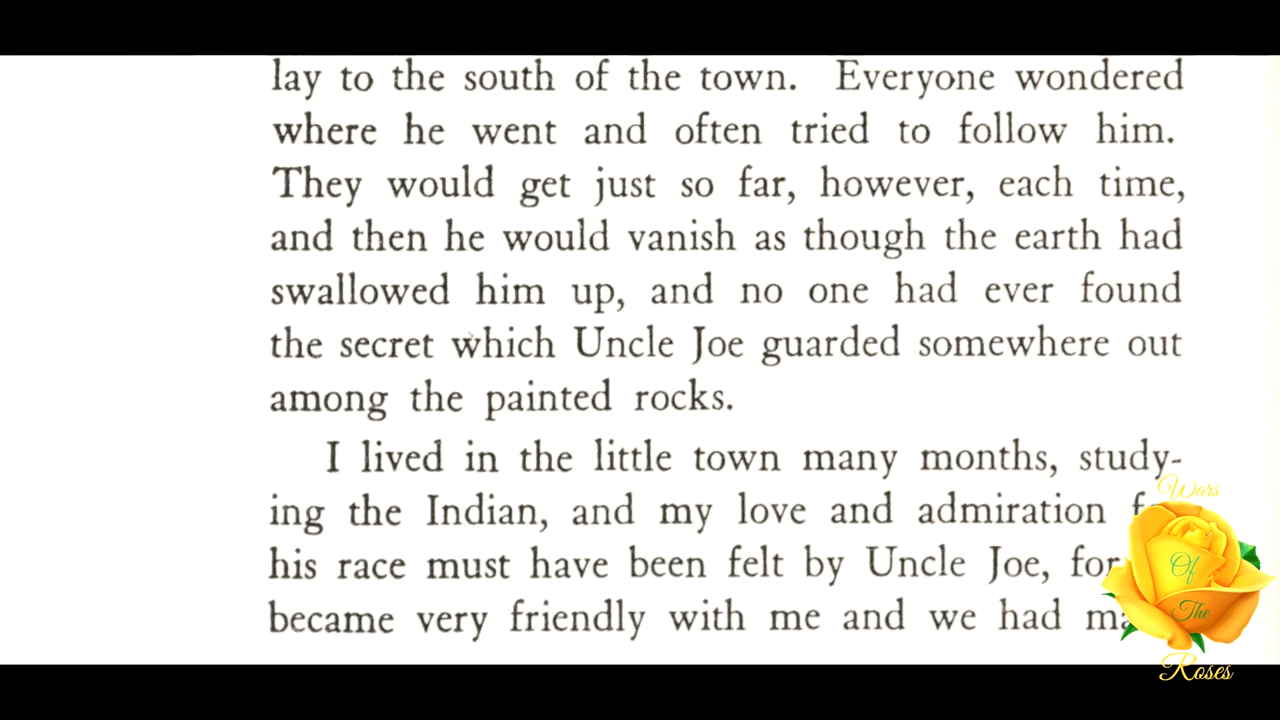 lay to the south of the town. Everyone wondered
where he went and often tried to follow him.
They would get just so far, however, each time,
and then he would vanish as though the earth had
swallowed him up, and no one had ever found
the secret which Uncle Joe guarded somewhere out
among the painted rocks.
I lived in the little town many months, study-
ing the Indian, and my love and admiration
his race must have been felt by Uncle Joe, for
became very friendly with me and we had
Wars
Of
The
Roses